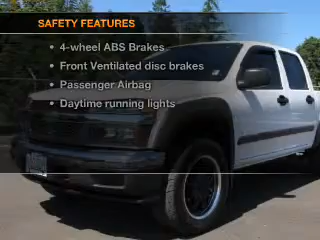 SAFETY FEATURES
• 4-wheel ABS Brakes
• Front Ventilated disc brakes
• Passenger Airbag
• Daytime running lights